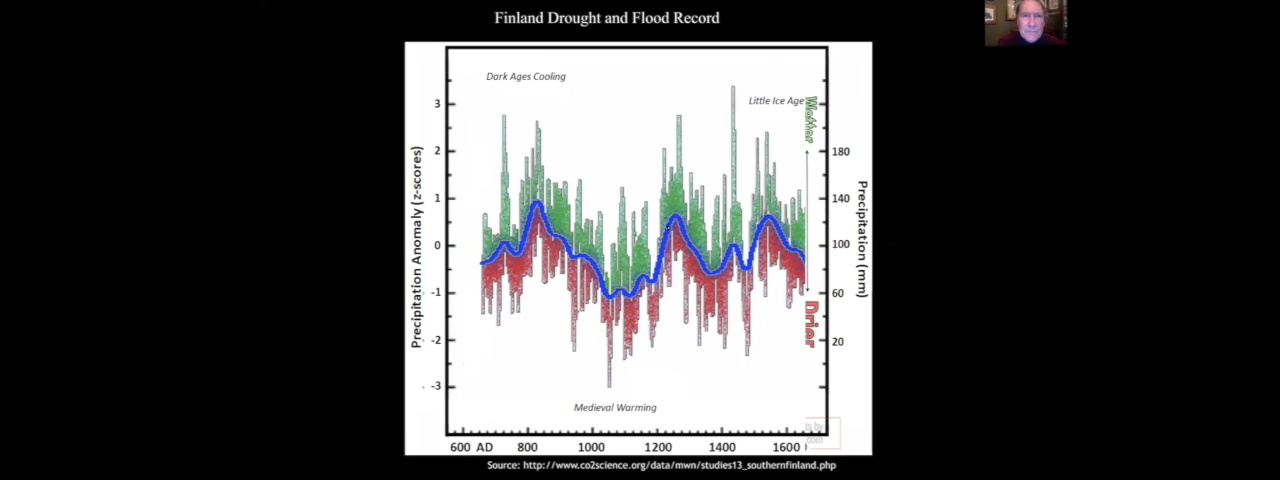 Finland Drought and Flood Record
Dark Ages Cooling
Little Ice Age
Wetter
3
2
1
0
-1
-2
-3
Precipitation Anomaly (z-scores)
180
140
100
60
20
Precipitation (mm)
Drier
Medieval Warming
600 AD 800 1000 1200 1400 1600
Source: http://www.co2science.org/data/mwn/studies13_southernfinland.php